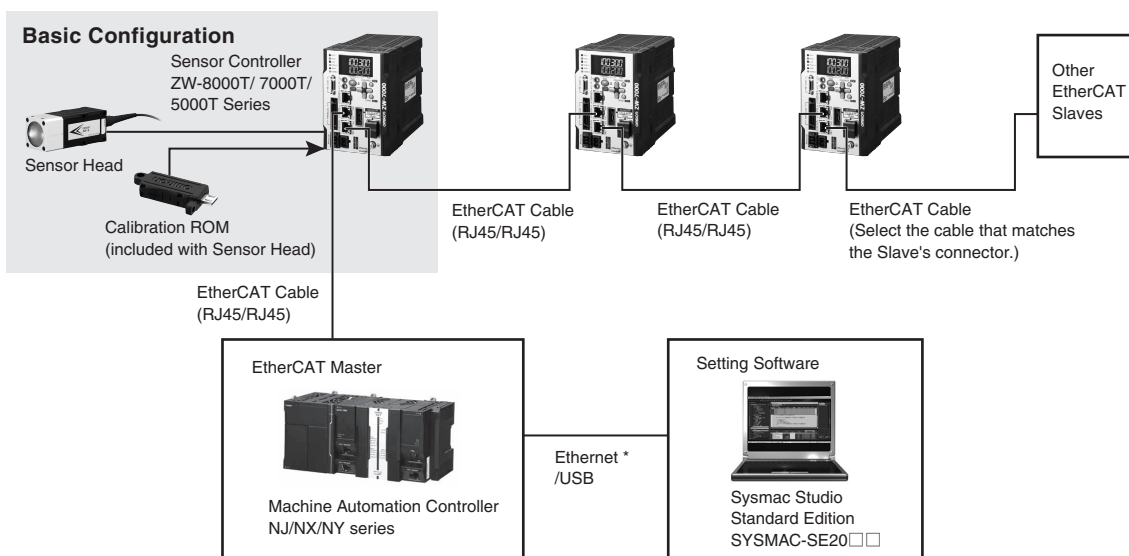 Basic Configuration
Sensor Controller
ZW-8000T/ 7000T/
5000T Series
Sensor Head
Calibration ROM
(included with Sensor Head)
EtherCAT Cable
(RJ45/RJ45)
EtherCAT Cable
(RJ45/RJ45)
EtherCAT Cable
(Select the cable that matches
the Slave's connector.)
Other
EtherCAT
Slaves
EtherCAT Cable
(RJ45/RJ45)
EtherCAT Master
Machine Automation Controller
NJ/NX/NY series
Ethernet *
/USB
Setting Software
Sysmac Studio
Standard Edition
SYSMAC-SE20□□